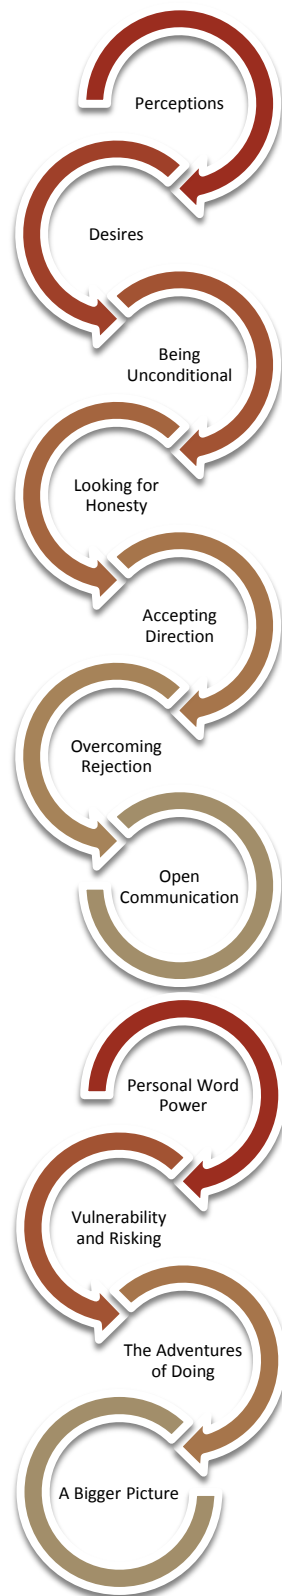 Perceptions
Desires
Being
Unconditional
Looking for
Honesty
Accepting
Direction
Overcoming
Rejection
Open
Communication
Personal Word
Power
Vulnerability
and Risking
The Adventures
of Doing
A Bigger Picture